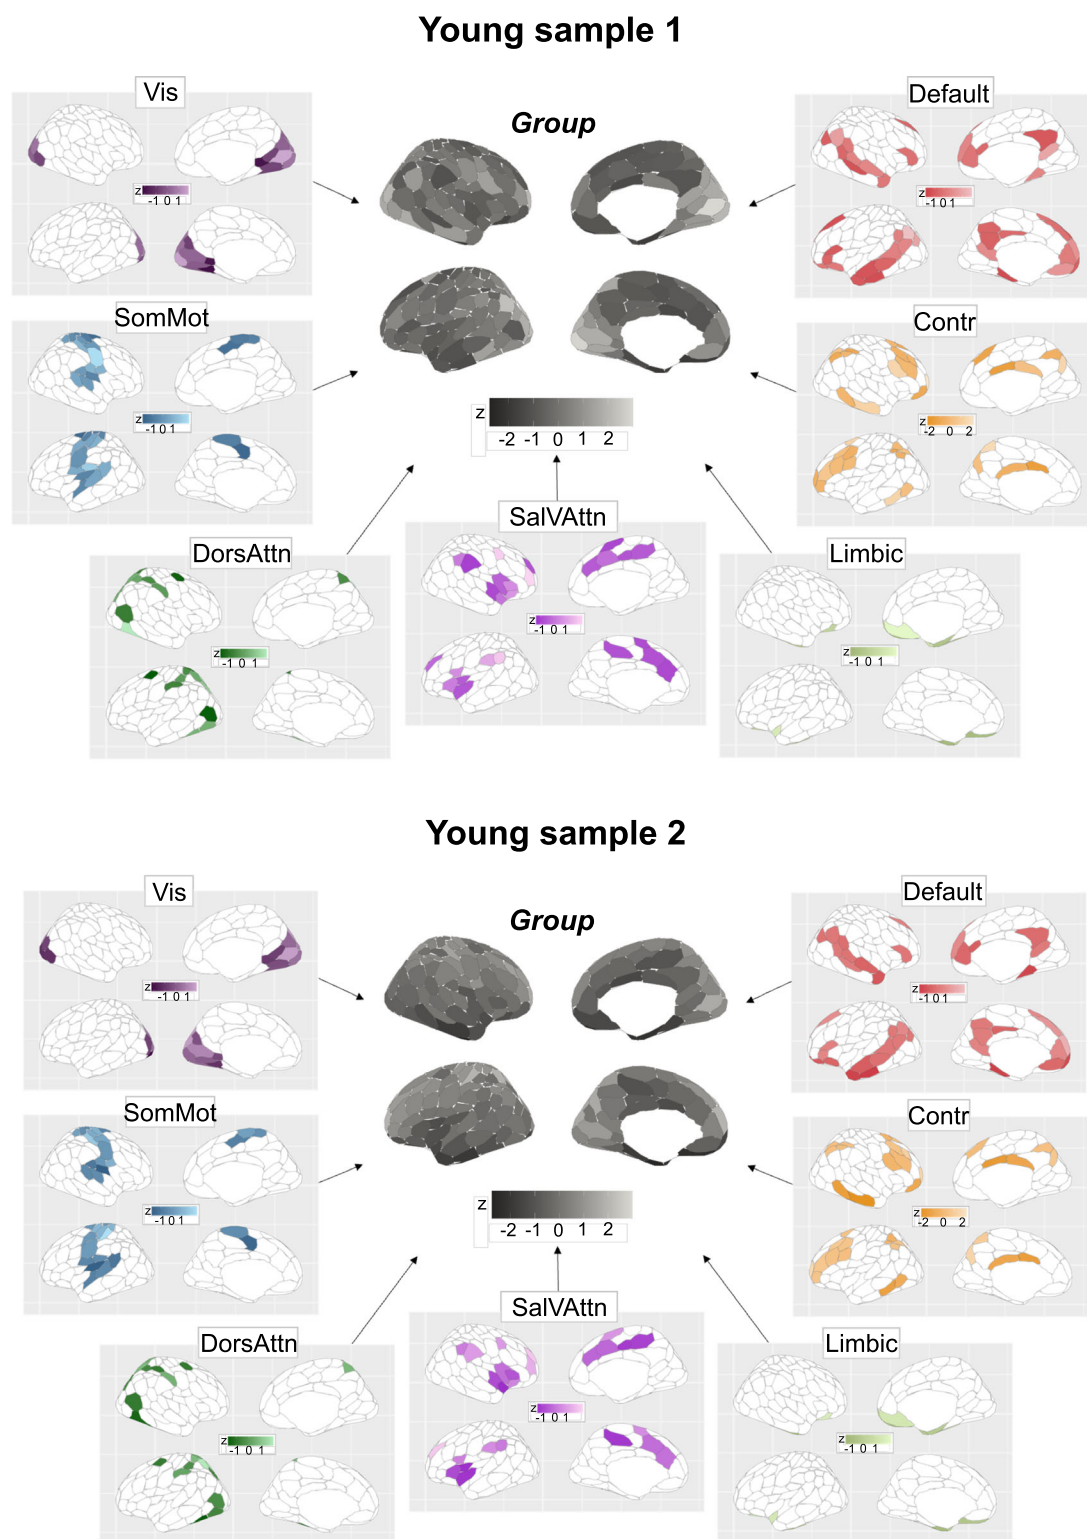 Young sample 1
Vis
Default
Group
z
-1 0 1
z
-1 0 1
SomMot
Contr
z
-1 0 1
z
-2 0 2
z
-2 -1 0 1 2
SalVAttn
DorsAttn
Limbic
z
-1 0 1
z
-1 0 1
z
-1 0 1
Young sample 2
Vis
Default
Group
z
-1 0 1
z
-1 0 1
SomMot
Contr
z
-1 0 1
z
-2 0 2
z
-2 -1 0 1 2
SalVAttn
DorsAttn
Limbic
z
-1 0 1
z
-1 0 1
z
-1 0 1